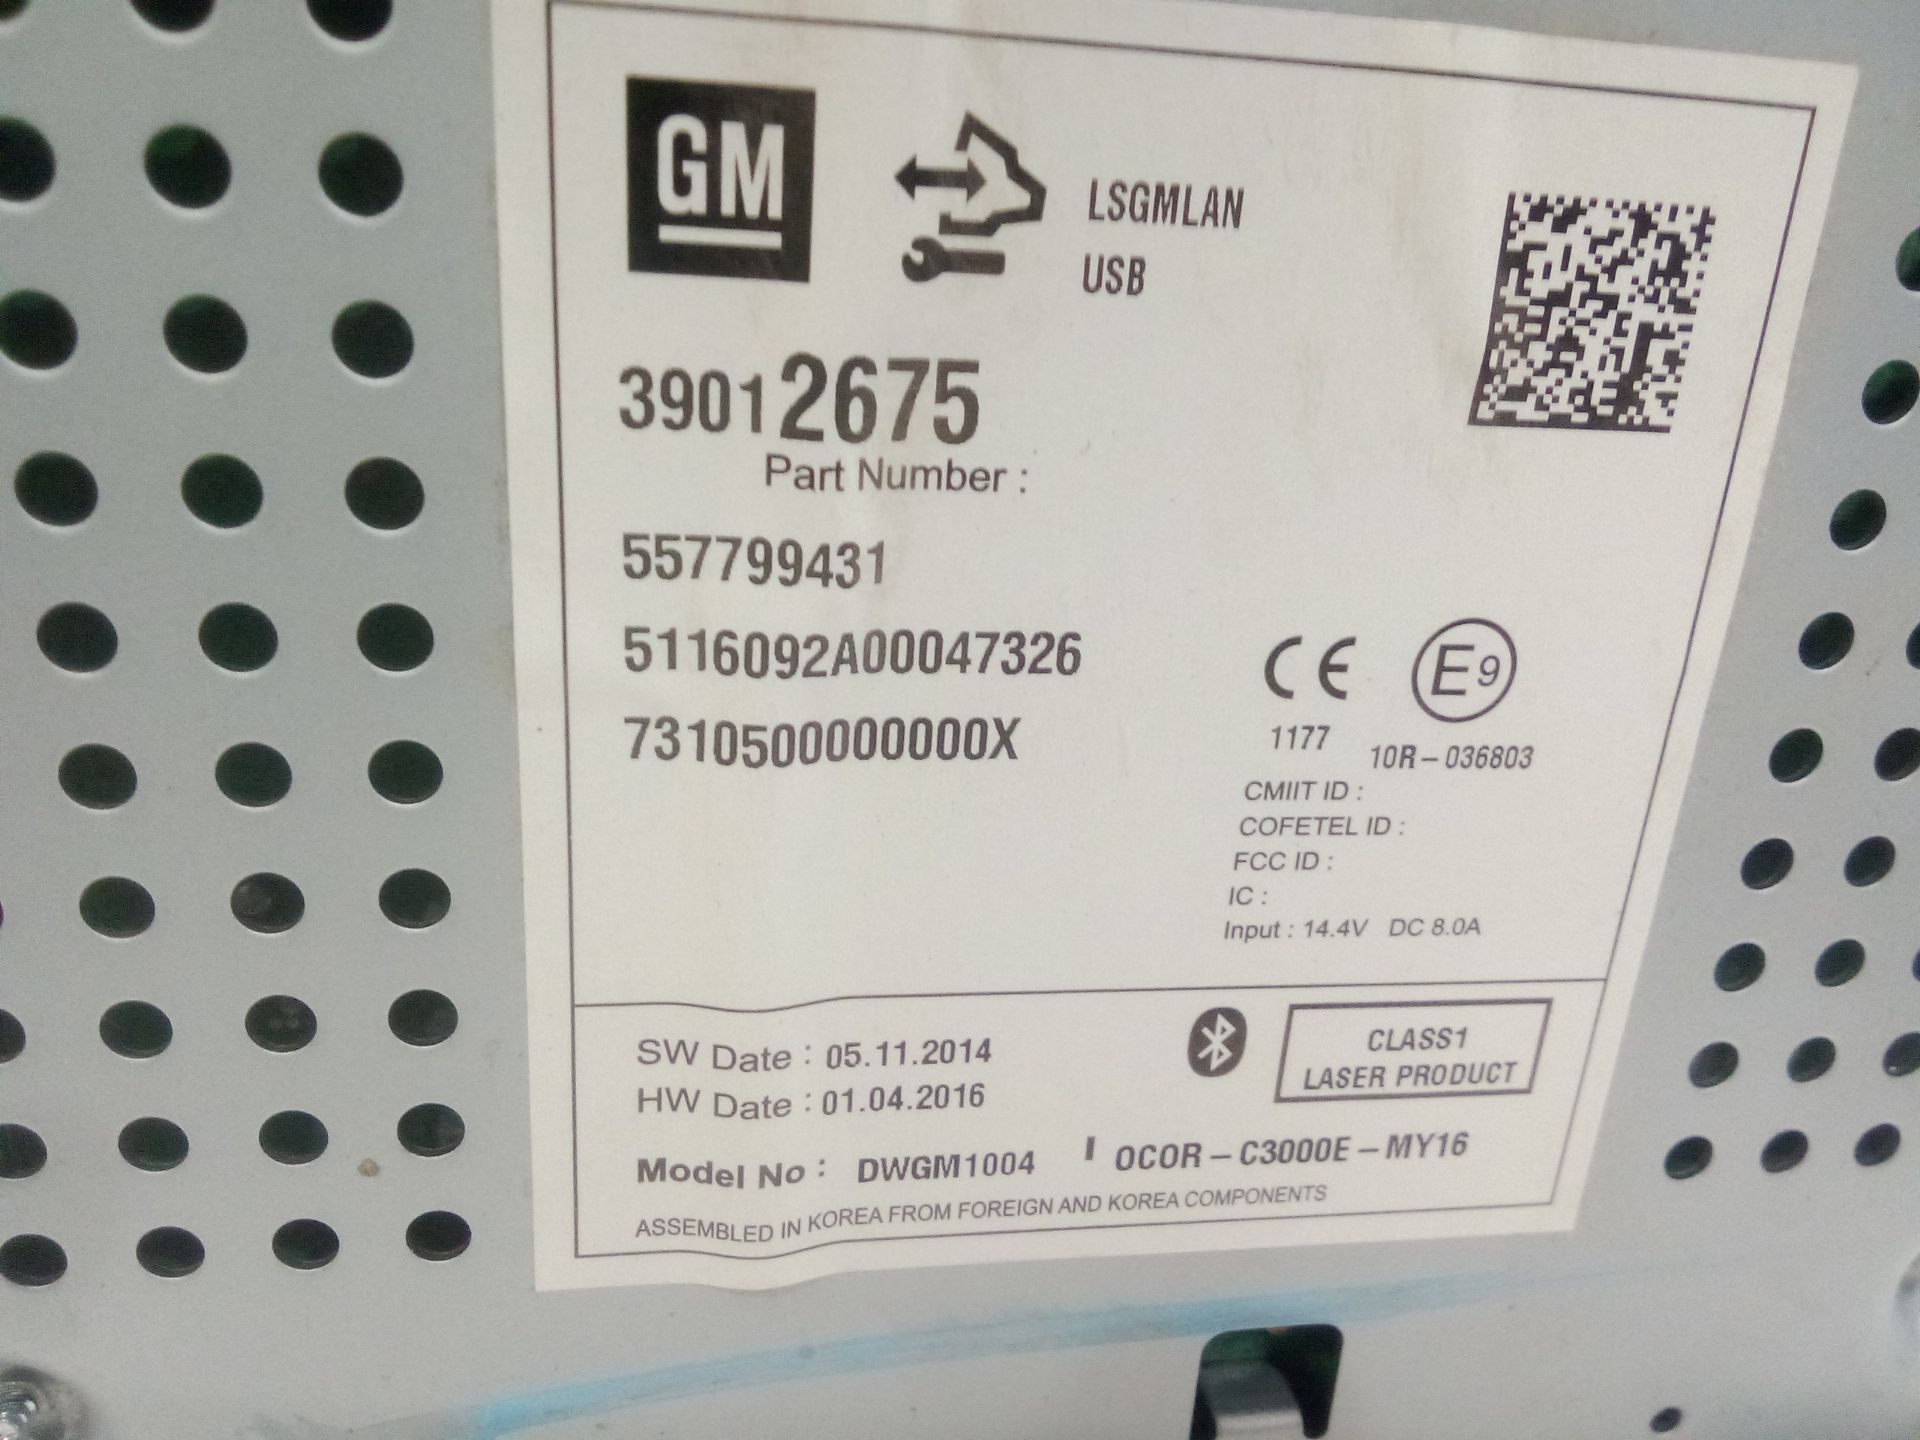 GM
LSGMLAN
USB
39012675
Part Number :
557799431
5116092A00047326
7310500000000X
CE
1177
E9
10R-036803
CMIIT ID :
COFETEL ID :
FCC ID :
IC :
Input : 14.4V DC 8.0A
SW Date : 05.11.2014
HW Date : 01.04.2016
CLASS1
LASER PRODUCT
Model No : DWGM1004 I OCOR-C3000E-MY16
ASSEMBLED IN KOREA FROM FOREIGN AND KOREA COMPONENTS